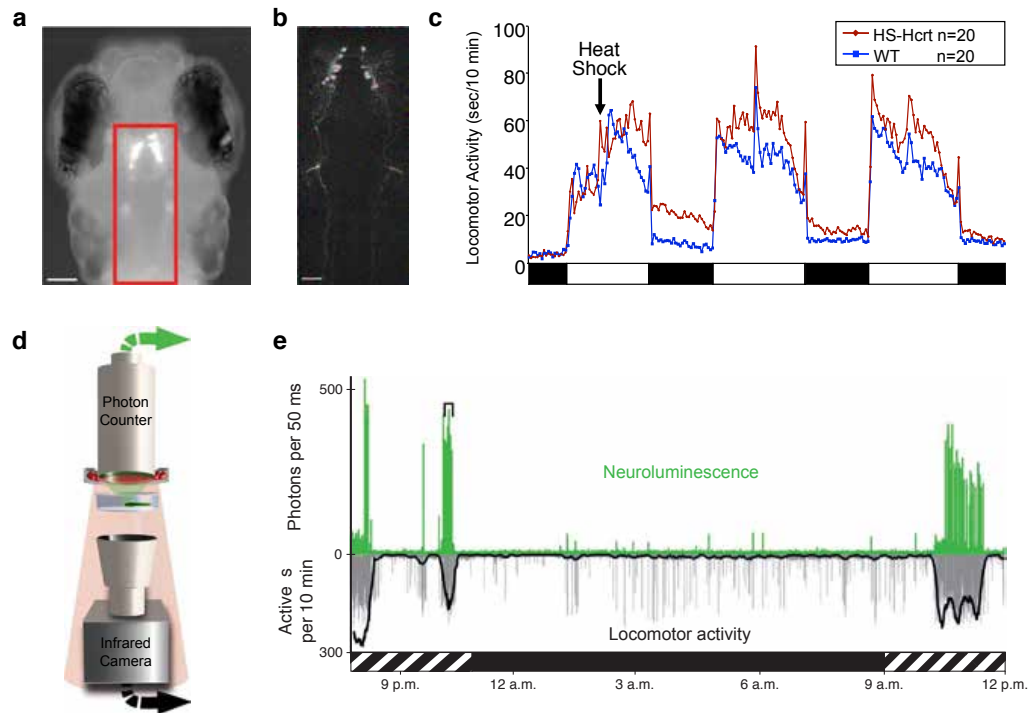 a
b
c
Locomotor Activity (sec/10 min)
100
80
60
40
20
0
Heat
Shock
HS-Hcrt n=20
WT n=20
d
Photon
Counter
Infrared
Camera
e
Photons per 50 ms
500
0
Neuroluminescence
Active s
per 10 min
300
Locomotor activity
9 p.m.
12 a.m.
3 a.m.
6 a.m.
9 a.m.
12 p.m.